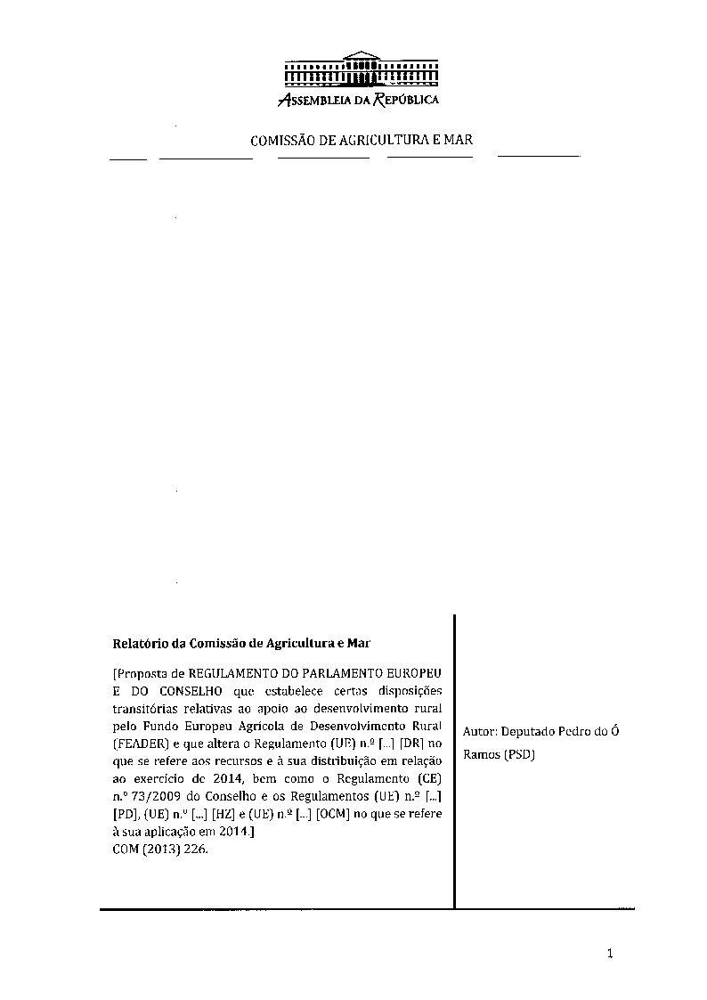 ASSEMBLEIA DA REPÚBLICA
COMISSÃO DE AGRICULTURA E MAR
Relatório da Comissão de Agricultura e Mar
[Proposta de REGULAMENTO DO PARLAMENTO EUROPEU
E DO CONSELHO que estabelece certas disposições
transitórias relativas ao apoio ao desenvolvimento rural
pelo Fundo Europeu Agrícola de Desenvolvimento Rural
(FEADER) e que altera o Regulamento (UE) n.º [...] [DR] no
que se refere aos recursos e à sua distribuição em relação
ao exercício de 2014, bem como o Regulamento (CE)
n.º 73/2009 do Conselho e os Regulamentos (UE) n.º [...]
[PD], (UE) n.º [...] [HZ] e (UE) n.º [...] [OCM] no que se refere
à sua aplicação em 2014.]
COM (2013) 226.
Autor: Deputado Pedro do Ó
Ramos (PSD)
1